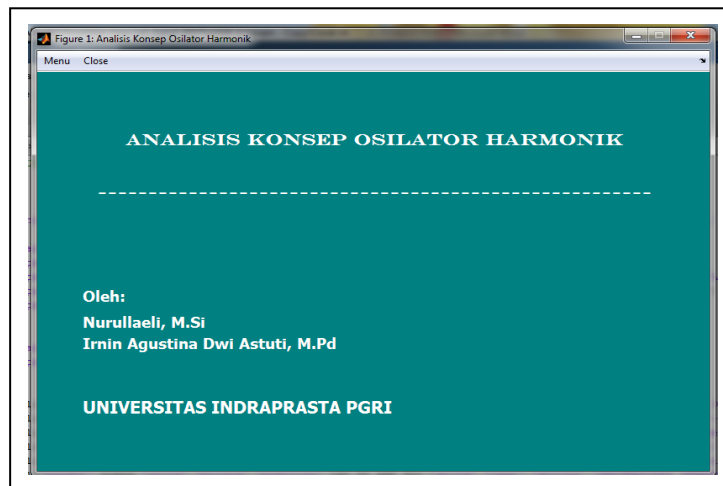 Figure 1: Analisis Konsep Osilator Harmonik
Menu Close
ANALISIS KONSEP OSILATOR HARMONIK
-------------------------------------------------------
Oleh:
Nurullaeli, M.Si
Irnin Agustina Dwi Astuti, M.Pd
UNIVERSITAS INDRAPRASTA PGRI